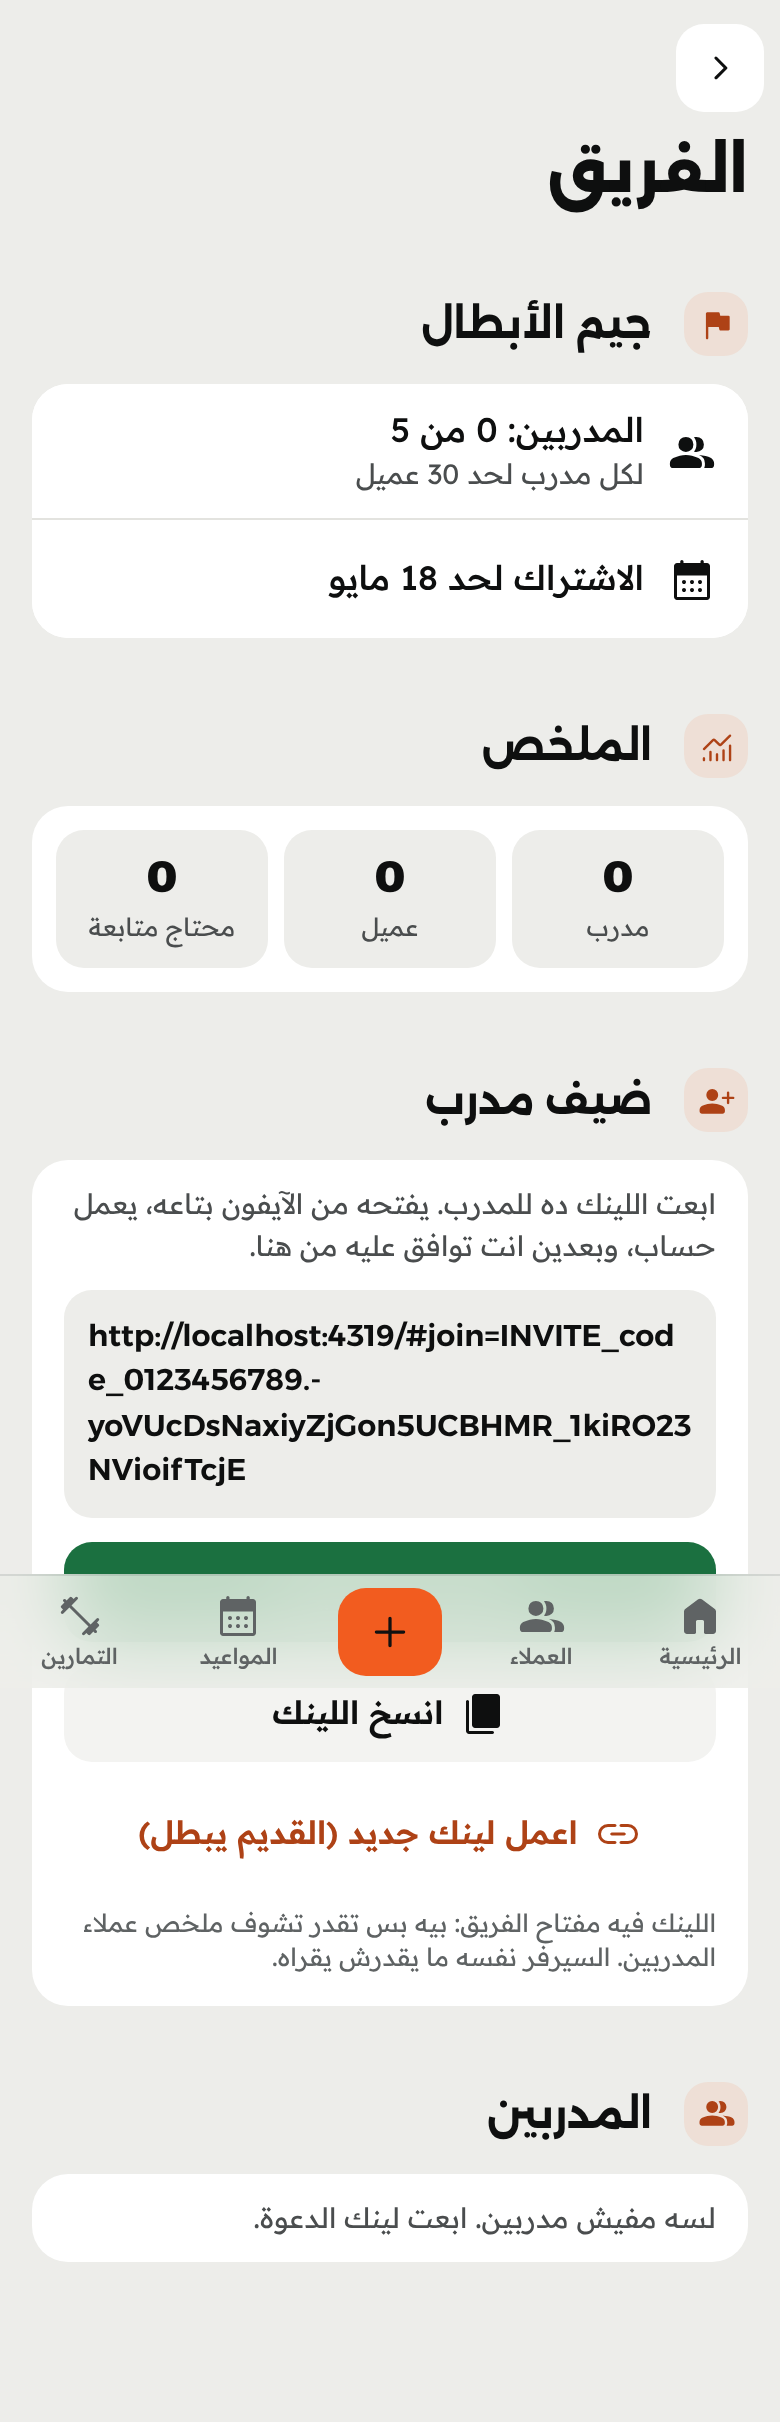 الفريق
جيم الأبطال
المدربين: 0 من 5
لكل مدرب لحد 30 عميل
الاشتراك لحد 18 مايو
الملخص
0
مدرب
0
عميل
0
محتاج متابعة
ضيف مدرب
ابعت اللينك ده للمدرب. يفتحه من الآيفون بتاعه، يعمل
حساب، وبعدين انت توافق عليه من هنا.
http://localhost:4319/#join=INVITE_cod
e_0123456789.-
yoVUcDsNaxiyZjGon5UCBHMR_1kiRO23
NVioifTcjE
الرئيسية
العملاء
المواعيد
التمارين
انسخ اللينك
اعمل لينك جديد (القديم يبطل)
اللينك فيه مفتاح الفريق: بيه بس تقدر تشوف ملخص عملاء
المدربين. السيرفر نفسه ما يقدرش يقراه.
المدربين
لسه مفيش مدربين. ابعت لينك الدعوة.